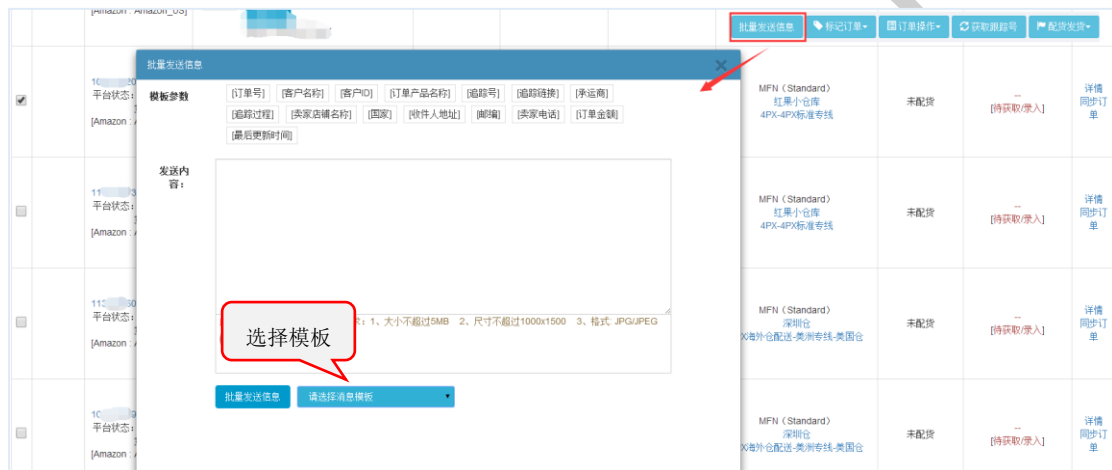 [Amazon : Amazon_US]
批量发送信息 标记订单 订单操作 获取跟踪号 配货发货
批量发送信息
模板参数 [订单号] [客户名称] [客户ID] [订单产品名称] [追踪号] [追踪链接] [承运商]
[追踪过程] [卖家店铺名称] [国家] [收件人地址] [邮编] [卖家电话] [订单金额]
[最后更新时间]
发送内
容：
：1、大小不超过5MB 2、尺寸不超过1000x1500 3、格式: JPG/JPEG
选择模板
批量发送信息 请选择消息模板
平台状态:
[Amazon :
MFN（Standard）
红果小仓库
4PX-4PX标准专线
未配货
--
[待获取/录入]
详情
同步订
单
平台状态:
[Amazon :
MFN（Standard）
红果小仓库
4PX-4PX标准专线
未配货
--
[待获取/录入]
详情
同步订
单
平台状态:
[Amazon :
MFN（Standard）
深圳仓
X海外仓配送-美洲专线-美国仓
未配货
--
[待获取/录入]
详情
同步订
单
平台状态:
[Amazon :
MFN（Standard）
深圳仓
X海外仓配送-美洲专线-美国仓
未配货
--
[待获取/录入]
详情
同步订
单